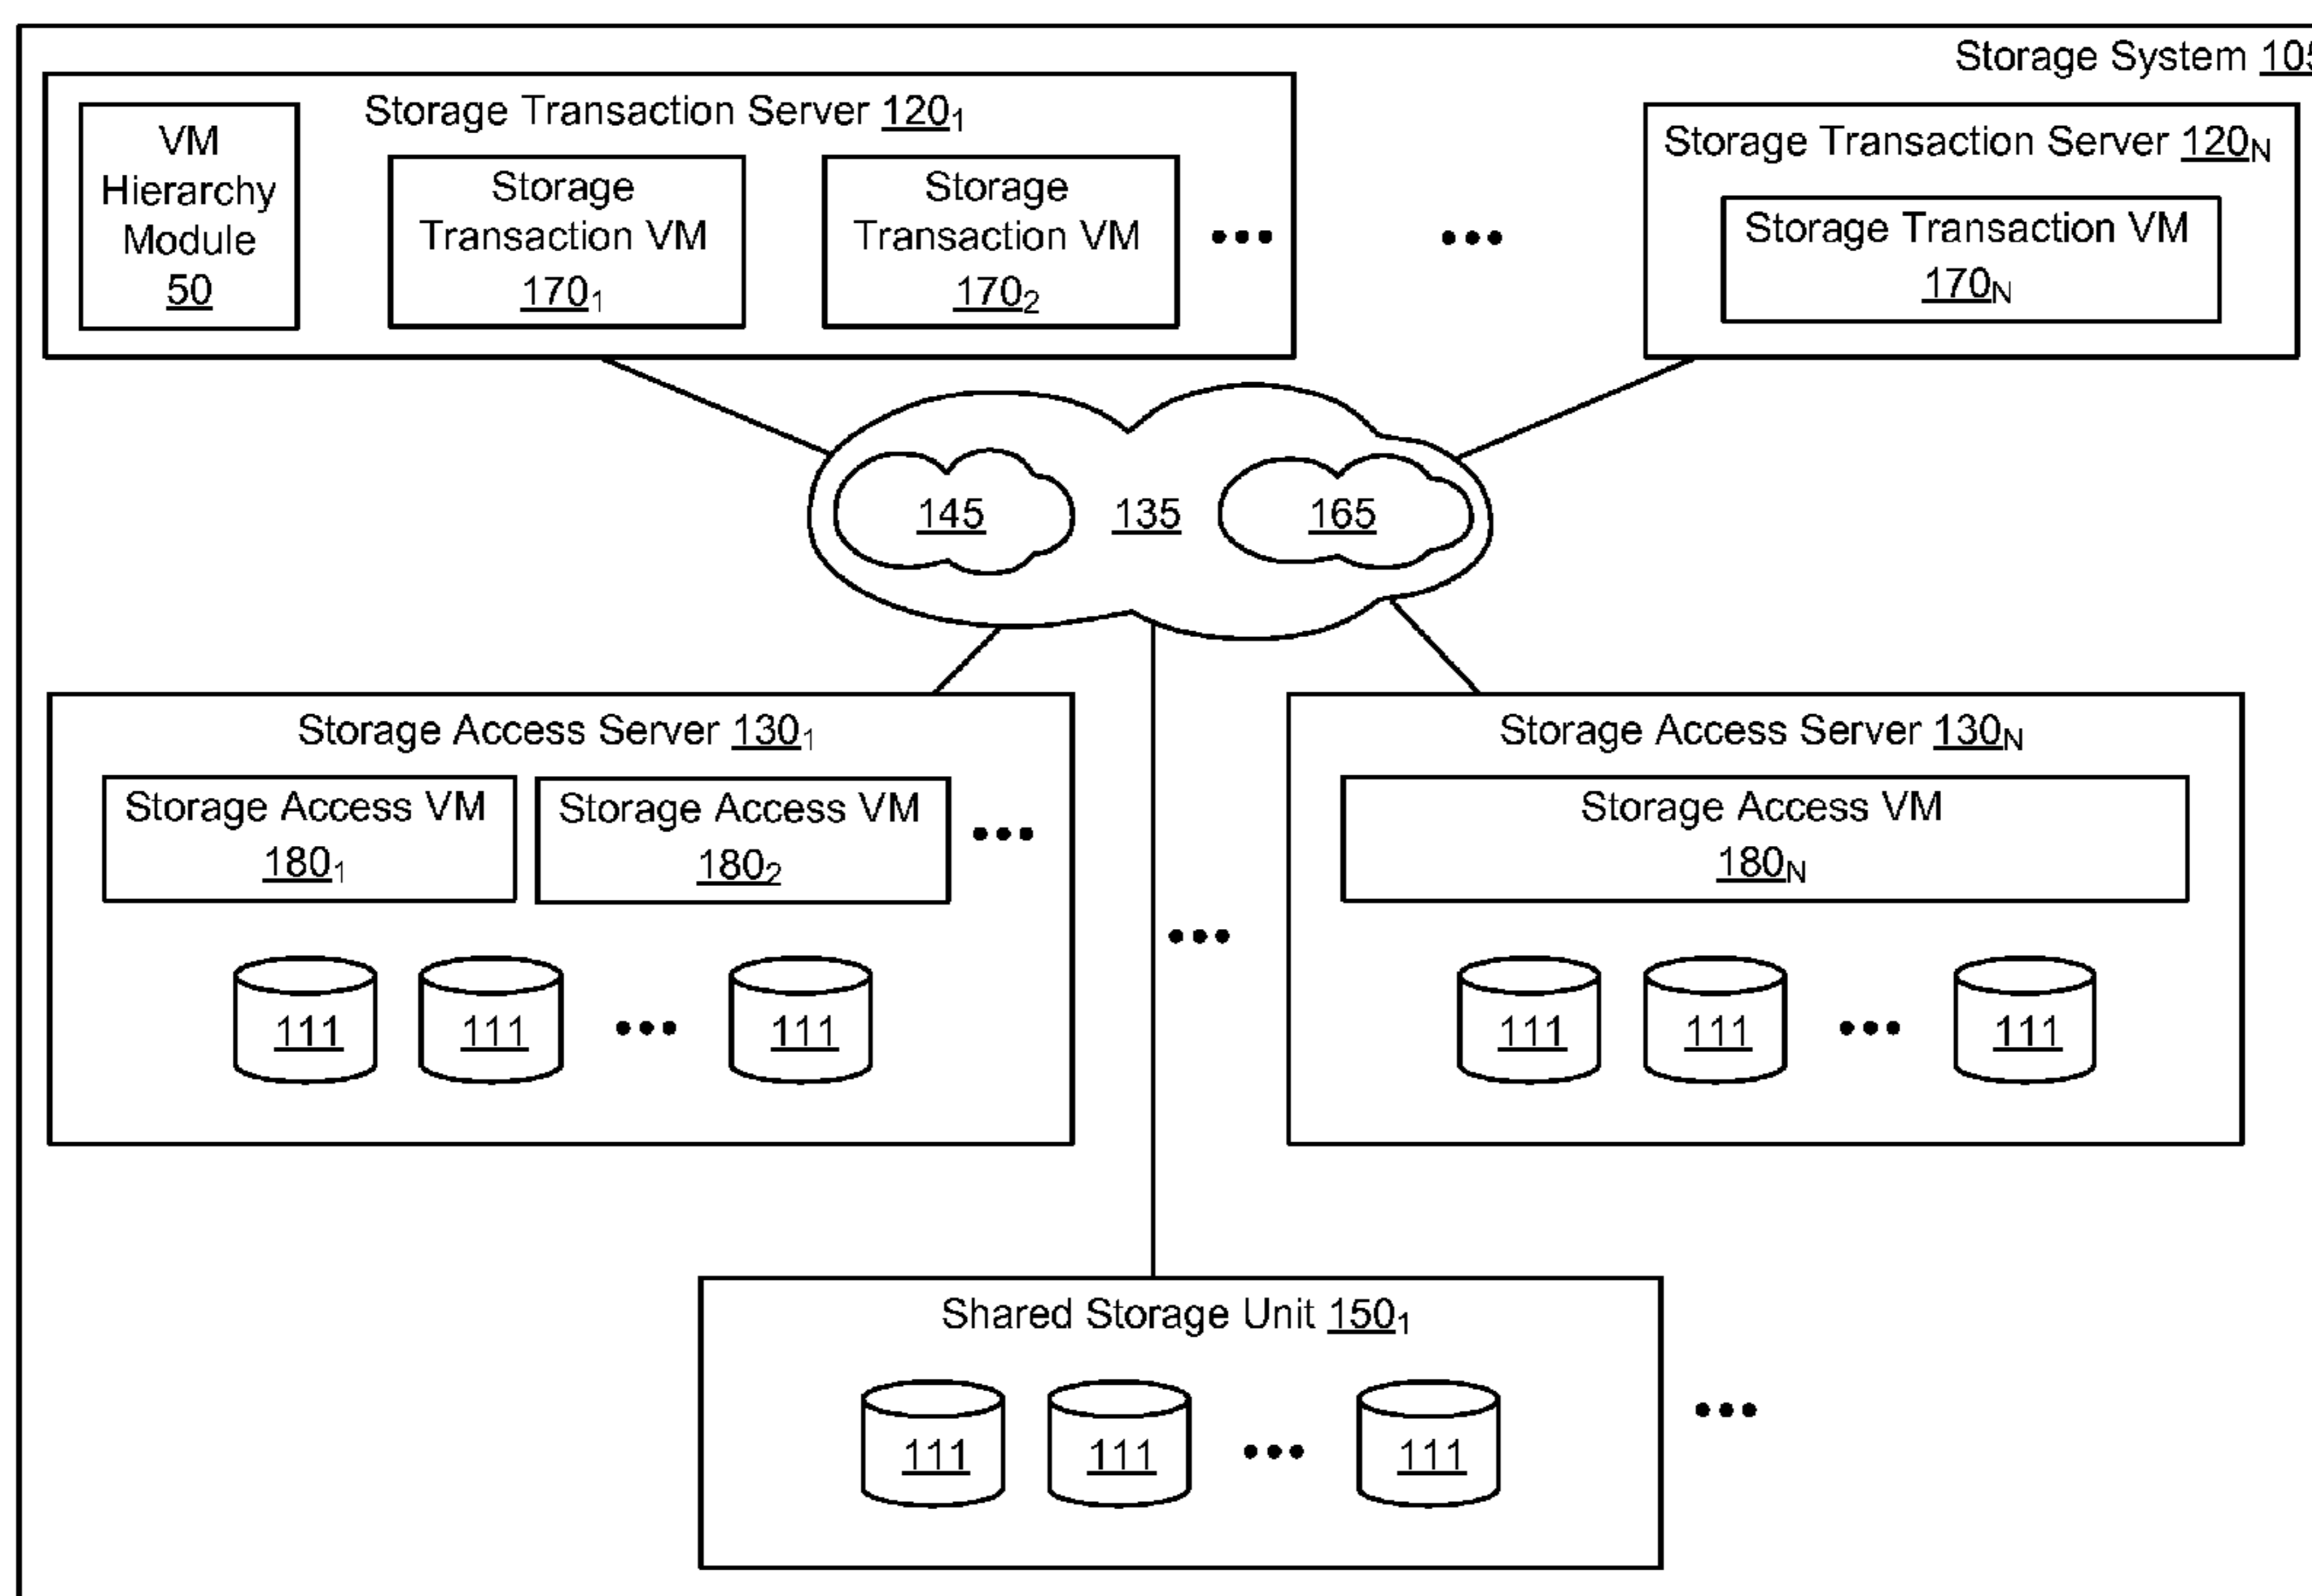 Storage System 105
Storage Transaction Server 120₁
VM
Hierarchy
Module
50
Storage
Transaction VM
170₁
Storage
Transaction VM
170₂
•••
•••
Storage Transaction Server 120N
Storage Transaction VM
170N
145
135
165
Storage Access Server 130₁
Storage Access VM
180₁
Storage Access VM
180₂
•••
111
111
•••
111
•••
Storage Access Server 130N
Storage Access VM
180N
111
111
•••
111
Shared Storage Unit 150₁
111
111
•••
111
•••